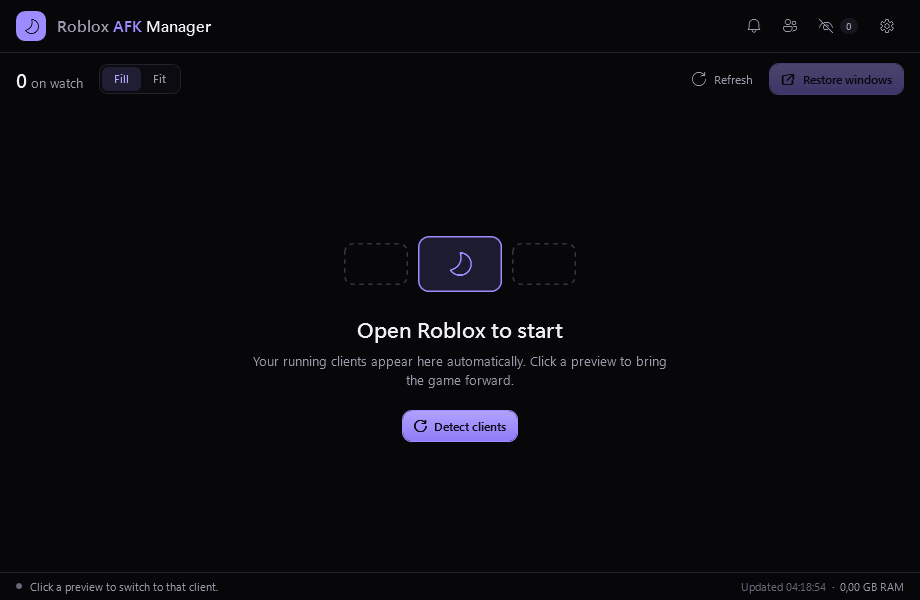 Roblox AFK Manager
0
0 on watch
Fill
Fit
Refresh
Restore windows
Open Roblox to start
Your running clients appear here automatically. Click a preview to bring
the game forward.
Detect clients
Click a preview to switch to that client.
Updated 04:18:54 · 0,00 GB RAM